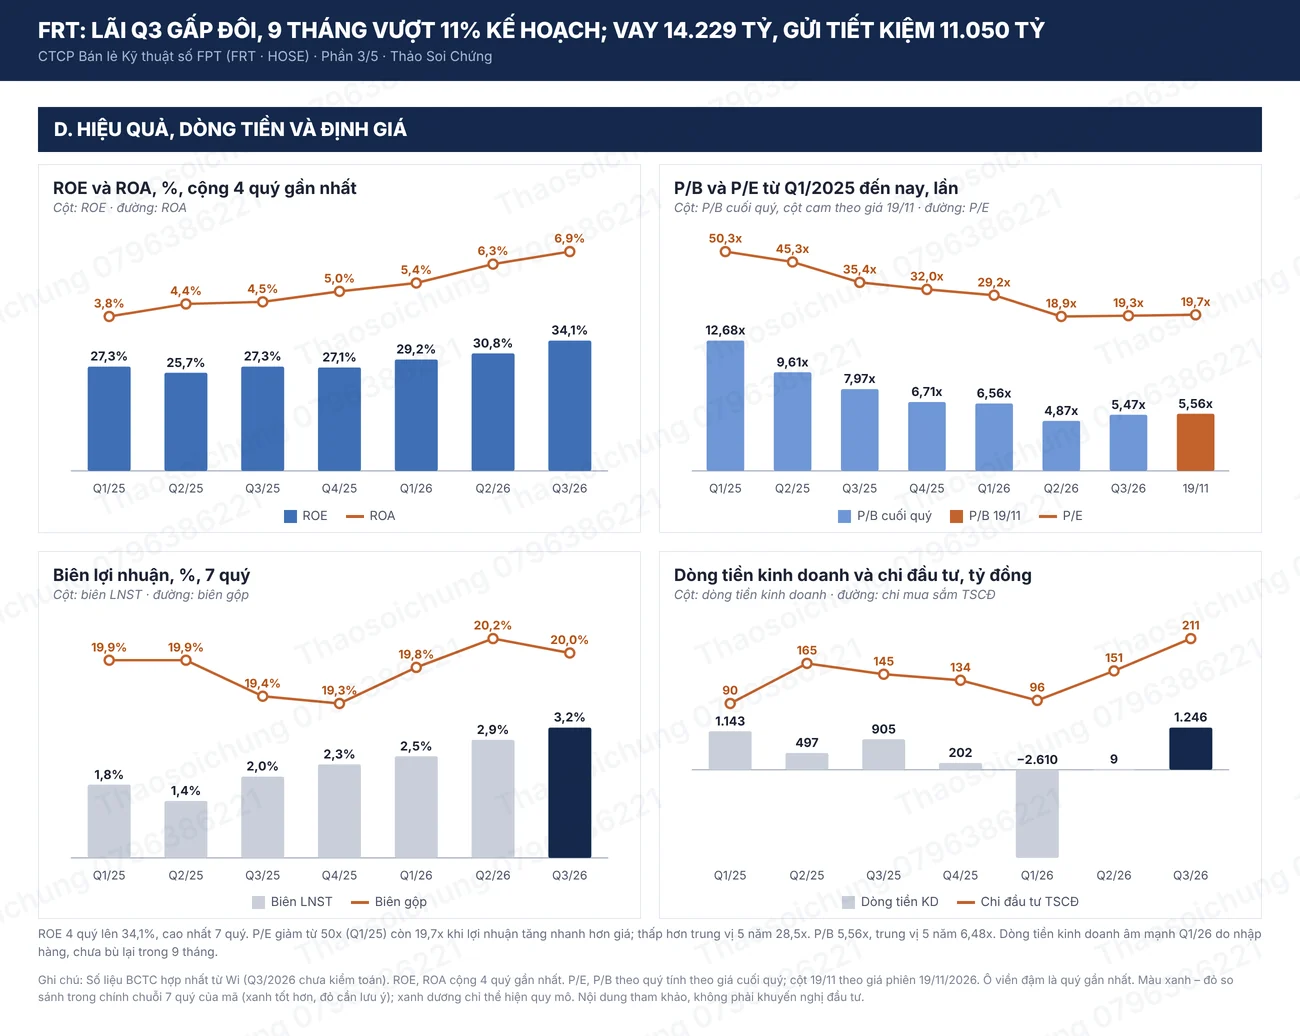 FRT: LÃI Q3 GẤP ĐÔI, 9 THÁNG VƯỢT 11% KẾ HOẠCH; VAY 14.229 TỶ, GỬI TIẾT KIỆM 11.050 TỶ
CTCP Bán lẻ Kỹ thuật số FPT (FRT · HOSE) · Phần 3/5 · Thảo Soi Chứng
D. HIỆU QUẢ, DÒNG TIỀN VÀ ĐỊNH GIÁ
ROE và ROA, %, cộng 4 quý gần nhất
Cột: ROE · đường: ROA
3,8% 4,4% 4,5% 5,0% 5,4% 6,3% 6,9%
27,3% 25,7% 27,3% 27,1% 29,2% 30,8% 34,1%
Q1/25 Q2/25 Q3/25 Q4/25 Q1/26 Q2/26 Q3/26
ROE ROA
P/B và P/E từ Q1/2025 đến nay, lần
Cột: P/B cuối quý, cột cam theo giá 19/11 · đường: P/E
50,3x 45,3x 35,4x 32,0x 29,2x 18,9x 19,3x 19,7x
12,68x 9,61x 7,97x 6,71x 6,56x 4,87x 5,47x 5,56x
Q1/25 Q2/25 Q3/25 Q4/25 Q1/26 Q2/26 Q3/26 19/11
P/B cuối quý P/B 19/11 P/E
Biên lợi nhuận, %, 7 quý
Cột: biên LNST · đường: biên gộp
19,9% 19,9% 19,4% 19,3% 19,8% 20,2% 20,0%
1,8% 1,4% 2,0% 2,3% 2,5% 2,9% 3,2%
Q1/25 Q2/25 Q3/25 Q4/25 Q1/26 Q2/26 Q3/26
Biên LNST Biên gộp
Dòng tiền kinh doanh và chi đầu tư, tỷ đồng
Cột: dòng tiền kinh doanh · đường: chi mua sắm TSCĐ
90 165 145 134 96 151 211
1.143 497 905 202 −2.610 9 1.246
Q1/25 Q2/25 Q3/25 Q4/25 Q1/26 Q2/26 Q3/26
Dòng tiền KD Chi đầu tư TSCĐ
ROE 4 quý lên 34,1%, cao nhất 7 quý. P/E giảm từ 50x (Q1/25) còn 19,7x khi lợi nhuận tăng nhanh hơn giá; thấp hơn trung vị 5 năm 28,5x. P/B 5,56x, trung vị 5 năm 6,48x. Dòng tiền kinh doanh âm mạnh Q1/26 do nhập
hàng, chưa bù lại trong 9 tháng.
Ghi chú: Số liệu BCTC hợp nhất từ Wi (Q3/2026 chưa kiểm toán). ROE, ROA cộng 4 quý gần nhất. P/E, P/B theo quý tính theo giá cuối quý; cột 19/11 theo giá phiên 19/11/2026. Ô viền đậm là quý gần nhất. Màu xanh – đỏ so
sánh trong chính chuỗi 7 quý của mã (xanh tốt hơn, đỏ cần lưu ý); xanh dương chỉ thể hiện quy mô. Nội dung tham khảo, không phải khuyến nghị đầu tư.
Thaosoichung 0796386221